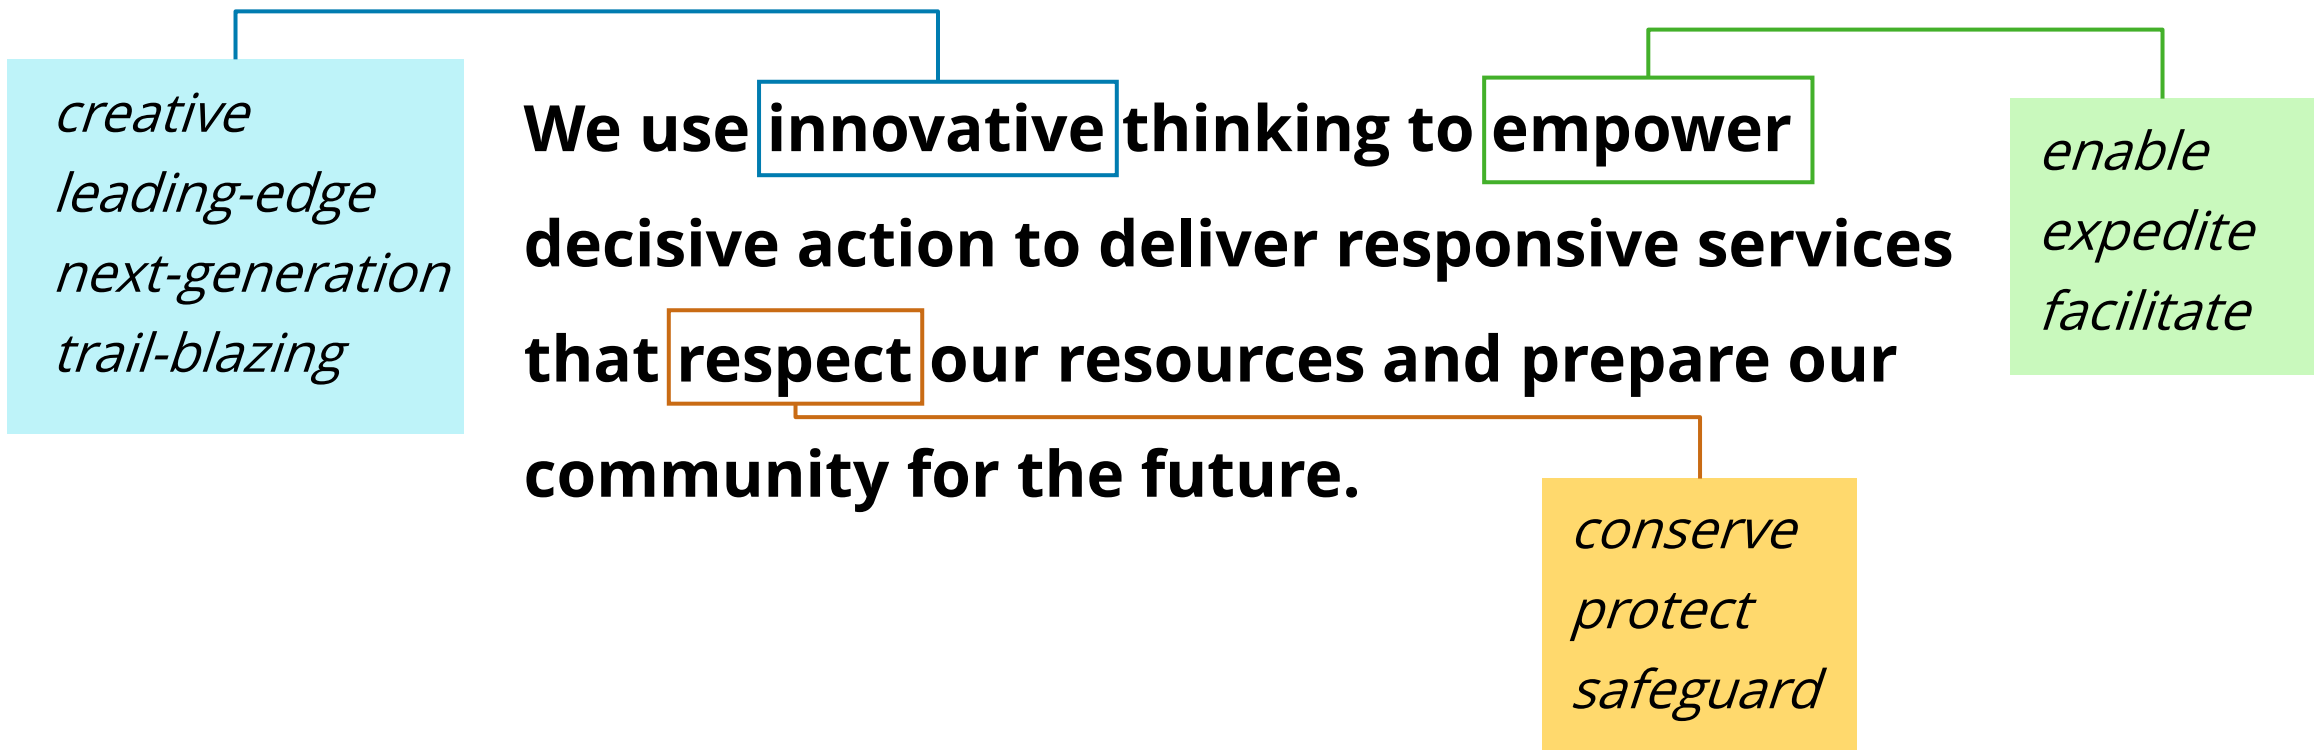 creative
leading-edge
next-generation
trail-blazing
We use innovative thinking to empower
decisive action to deliver responsive services
that respect our resources and prepare our
community for the future.
enable
expedite
facilitate
conserve
protect
safeguard